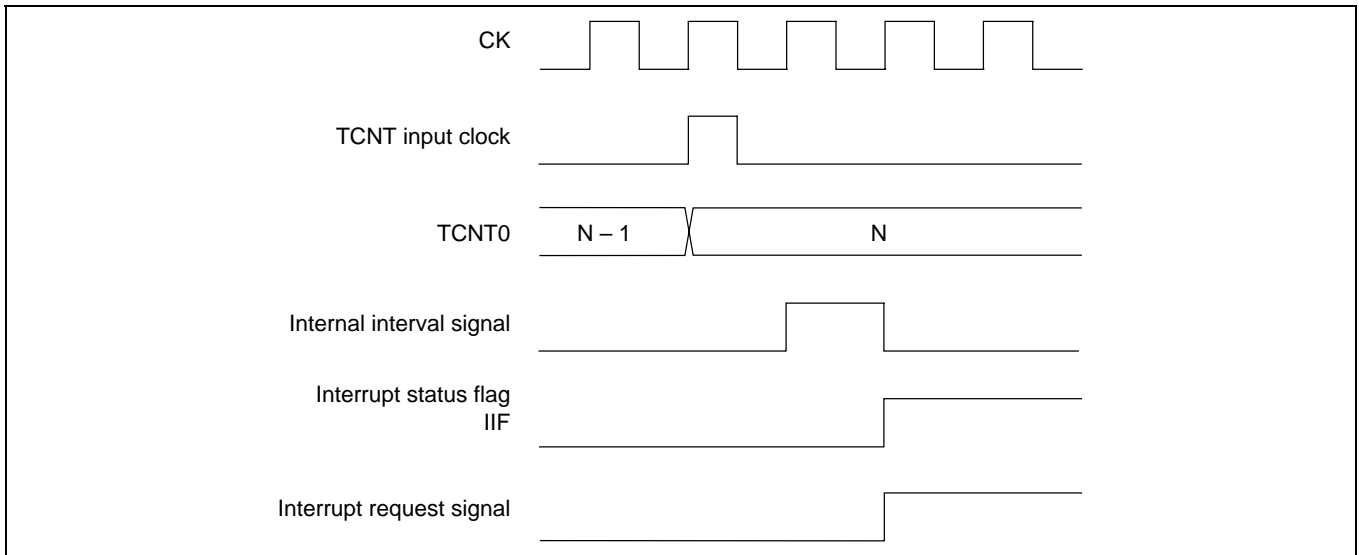 CK
TCNT input clock
TCNT0
N – 1
N
Internal interval signal
Interrupt status flag
IIF
Interrupt request signal